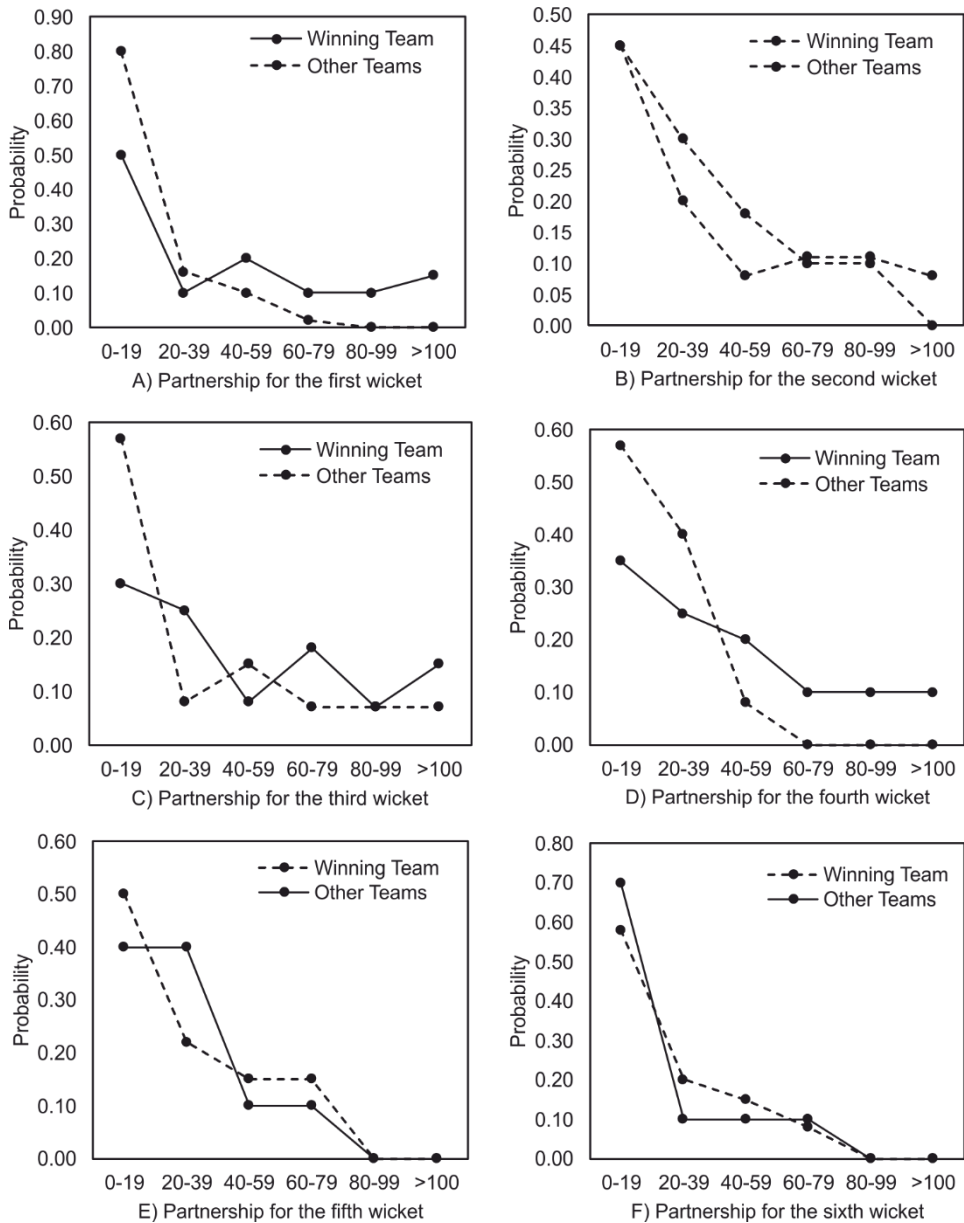 0.80
0.70
0.60
0.50
0.40
0.30
0.20
0.10
0.00
Probability
Winning Team
Other Teams
0-19 20-39 40-59 60-79 80-99 >100
A) Partnership for the first wicket
0.50
0.45
0.40
0.35
0.30
0.25
0.20
0.15
0.10
0.05
0.00
Probability
Winning Team
Other Teams
0-19 20-39 40-59 60-79 80-99 >100
B) Partnership for the second wicket
0.60
0.50
0.40
0.30
0.20
0.10
0.00
Probability
Winning Team
Other Teams
0-19 20-39 40-59 60-79 80-99 >100
C) Partnership for the third wicket
0.60
0.50
0.40
0.30
0.20
0.10
0.00
Probability
Winning Team
Other Teams
0-19 20-39 40-59 60-79 80-99 >100
D) Partnership for the fourth wicket
0.60
0.50
0.40
0.30
0.20
0.10
0.00
Probability
Winning Team
Other Teams
0-19 20-39 40-59 60-79 80-99 >100
E) Partnership for the fifth wicket
0.80
0.70
0.60
0.50
0.40
0.30
0.20
0.10
0.00
Probability
Winning Team
Other Teams
0-19 20-39 40-59 60-79 80-99 >100
F) Partnership for the sixth wicket